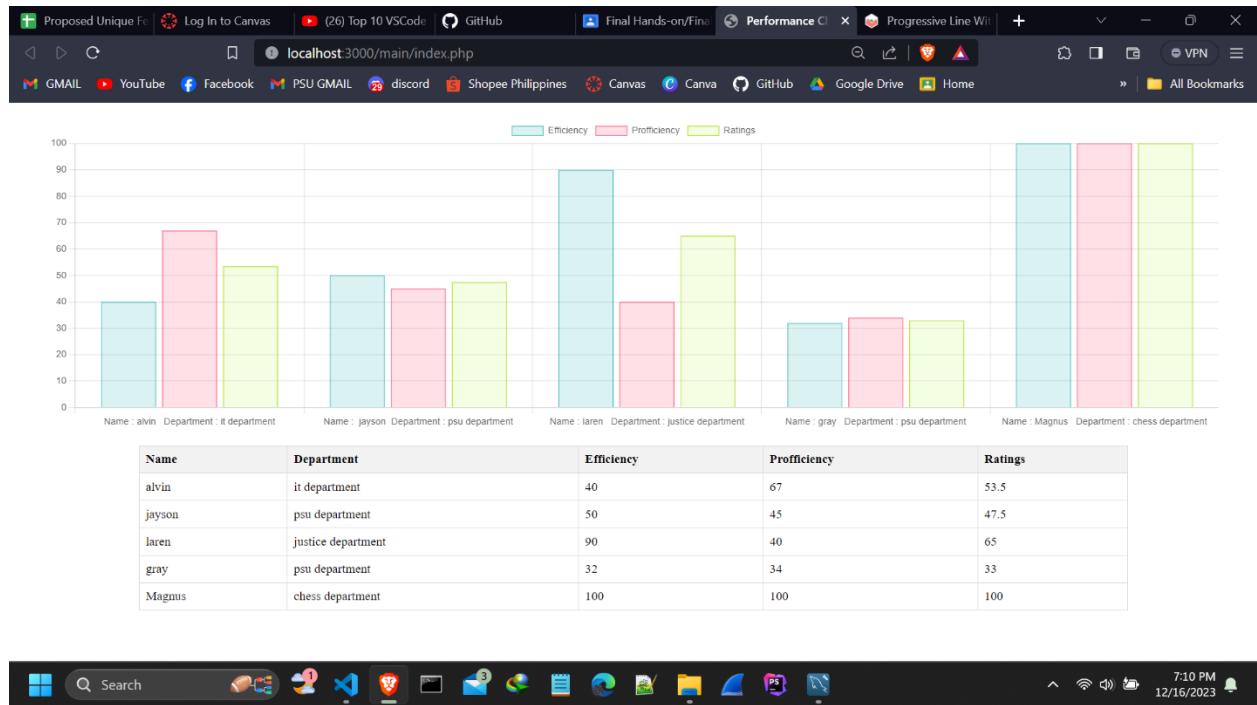 Proposed Unique Fe Log In to Canvas (26) Top 10 VSCode GitHub Final Hands-on/Fina Performance Cl Progressive Line Wit
localhost:3000/main/index.php VPN
GMAIL YouTube Facebook PSU GMAIL discord Shopee Philippines Canvas Canva GitHub Google Drive Home » All Bookmarks
Efficiency Profficiency Ratings
100
90
80
70
60
50
40
30
20
10
0
Name : alvin Department : it department Name : jayson Department : psu department Name : laren Department : justice department Name : gray Department : psu department Name : Magnus Department : chess department
Name Department Efficiency Profficiency Ratings
alvin it department 40 67 53.5
jayson psu department 50 45 47.5
laren justice department 90 40 65
gray psu department 32 34 33
Magnus chess department 100 100 100
Search 1 3 PS 7:10 PM
12/16/2023